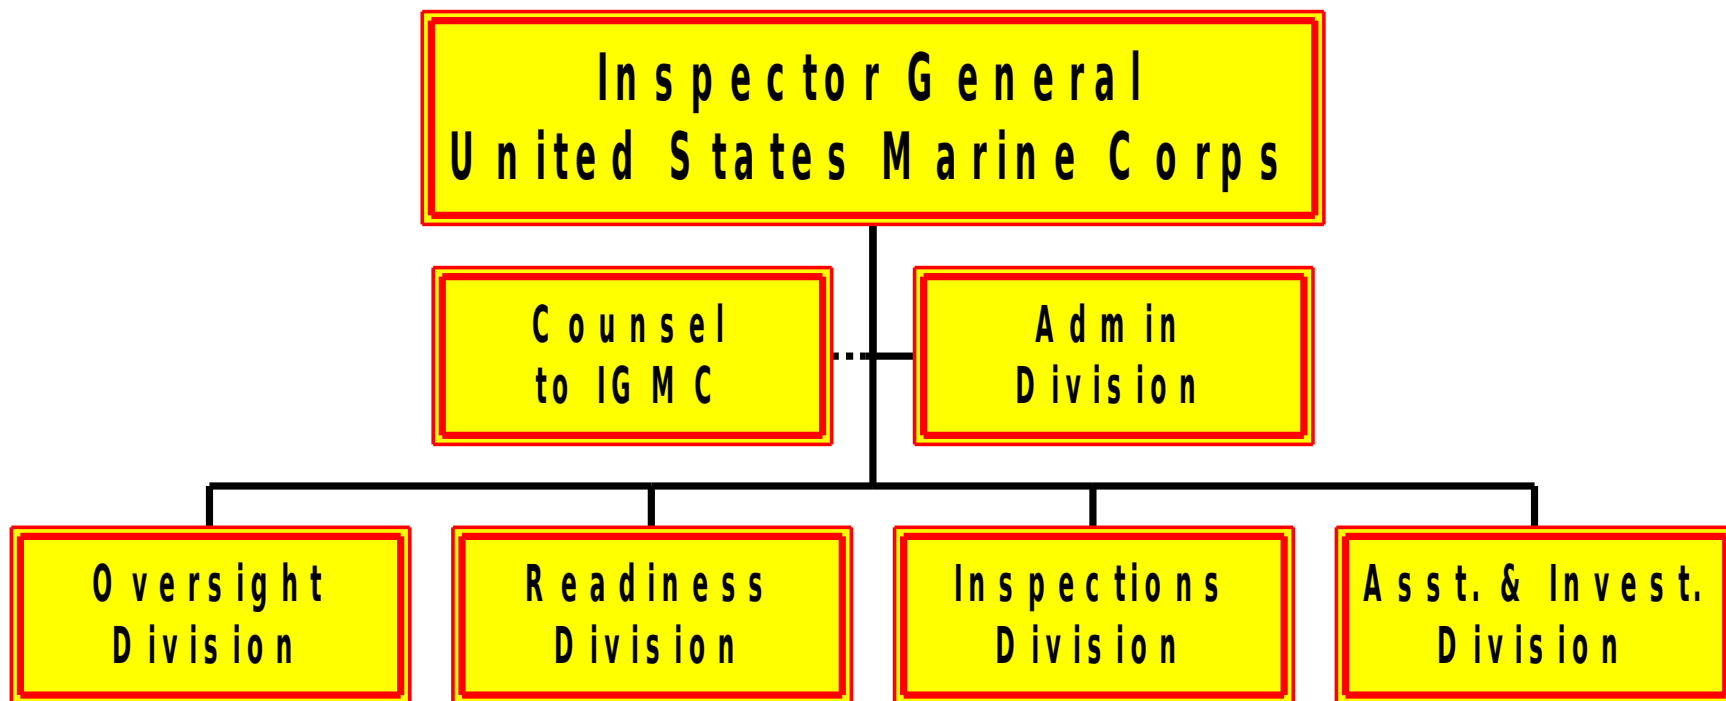 Inspector General
United States Marine Corps
Counsel
to IGMC
Admin
Division
Oversight
Division
Readiness
Division
Inspections
Division
Asst. & Invest.
Division